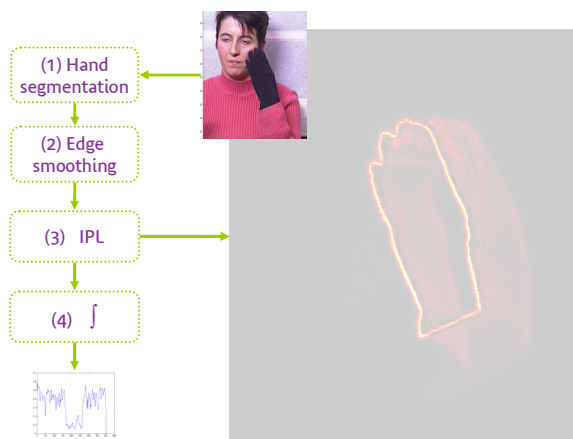 (1) Hand
segmentation
(2) Edge
smoothing
(3) IPL
(4) ∫